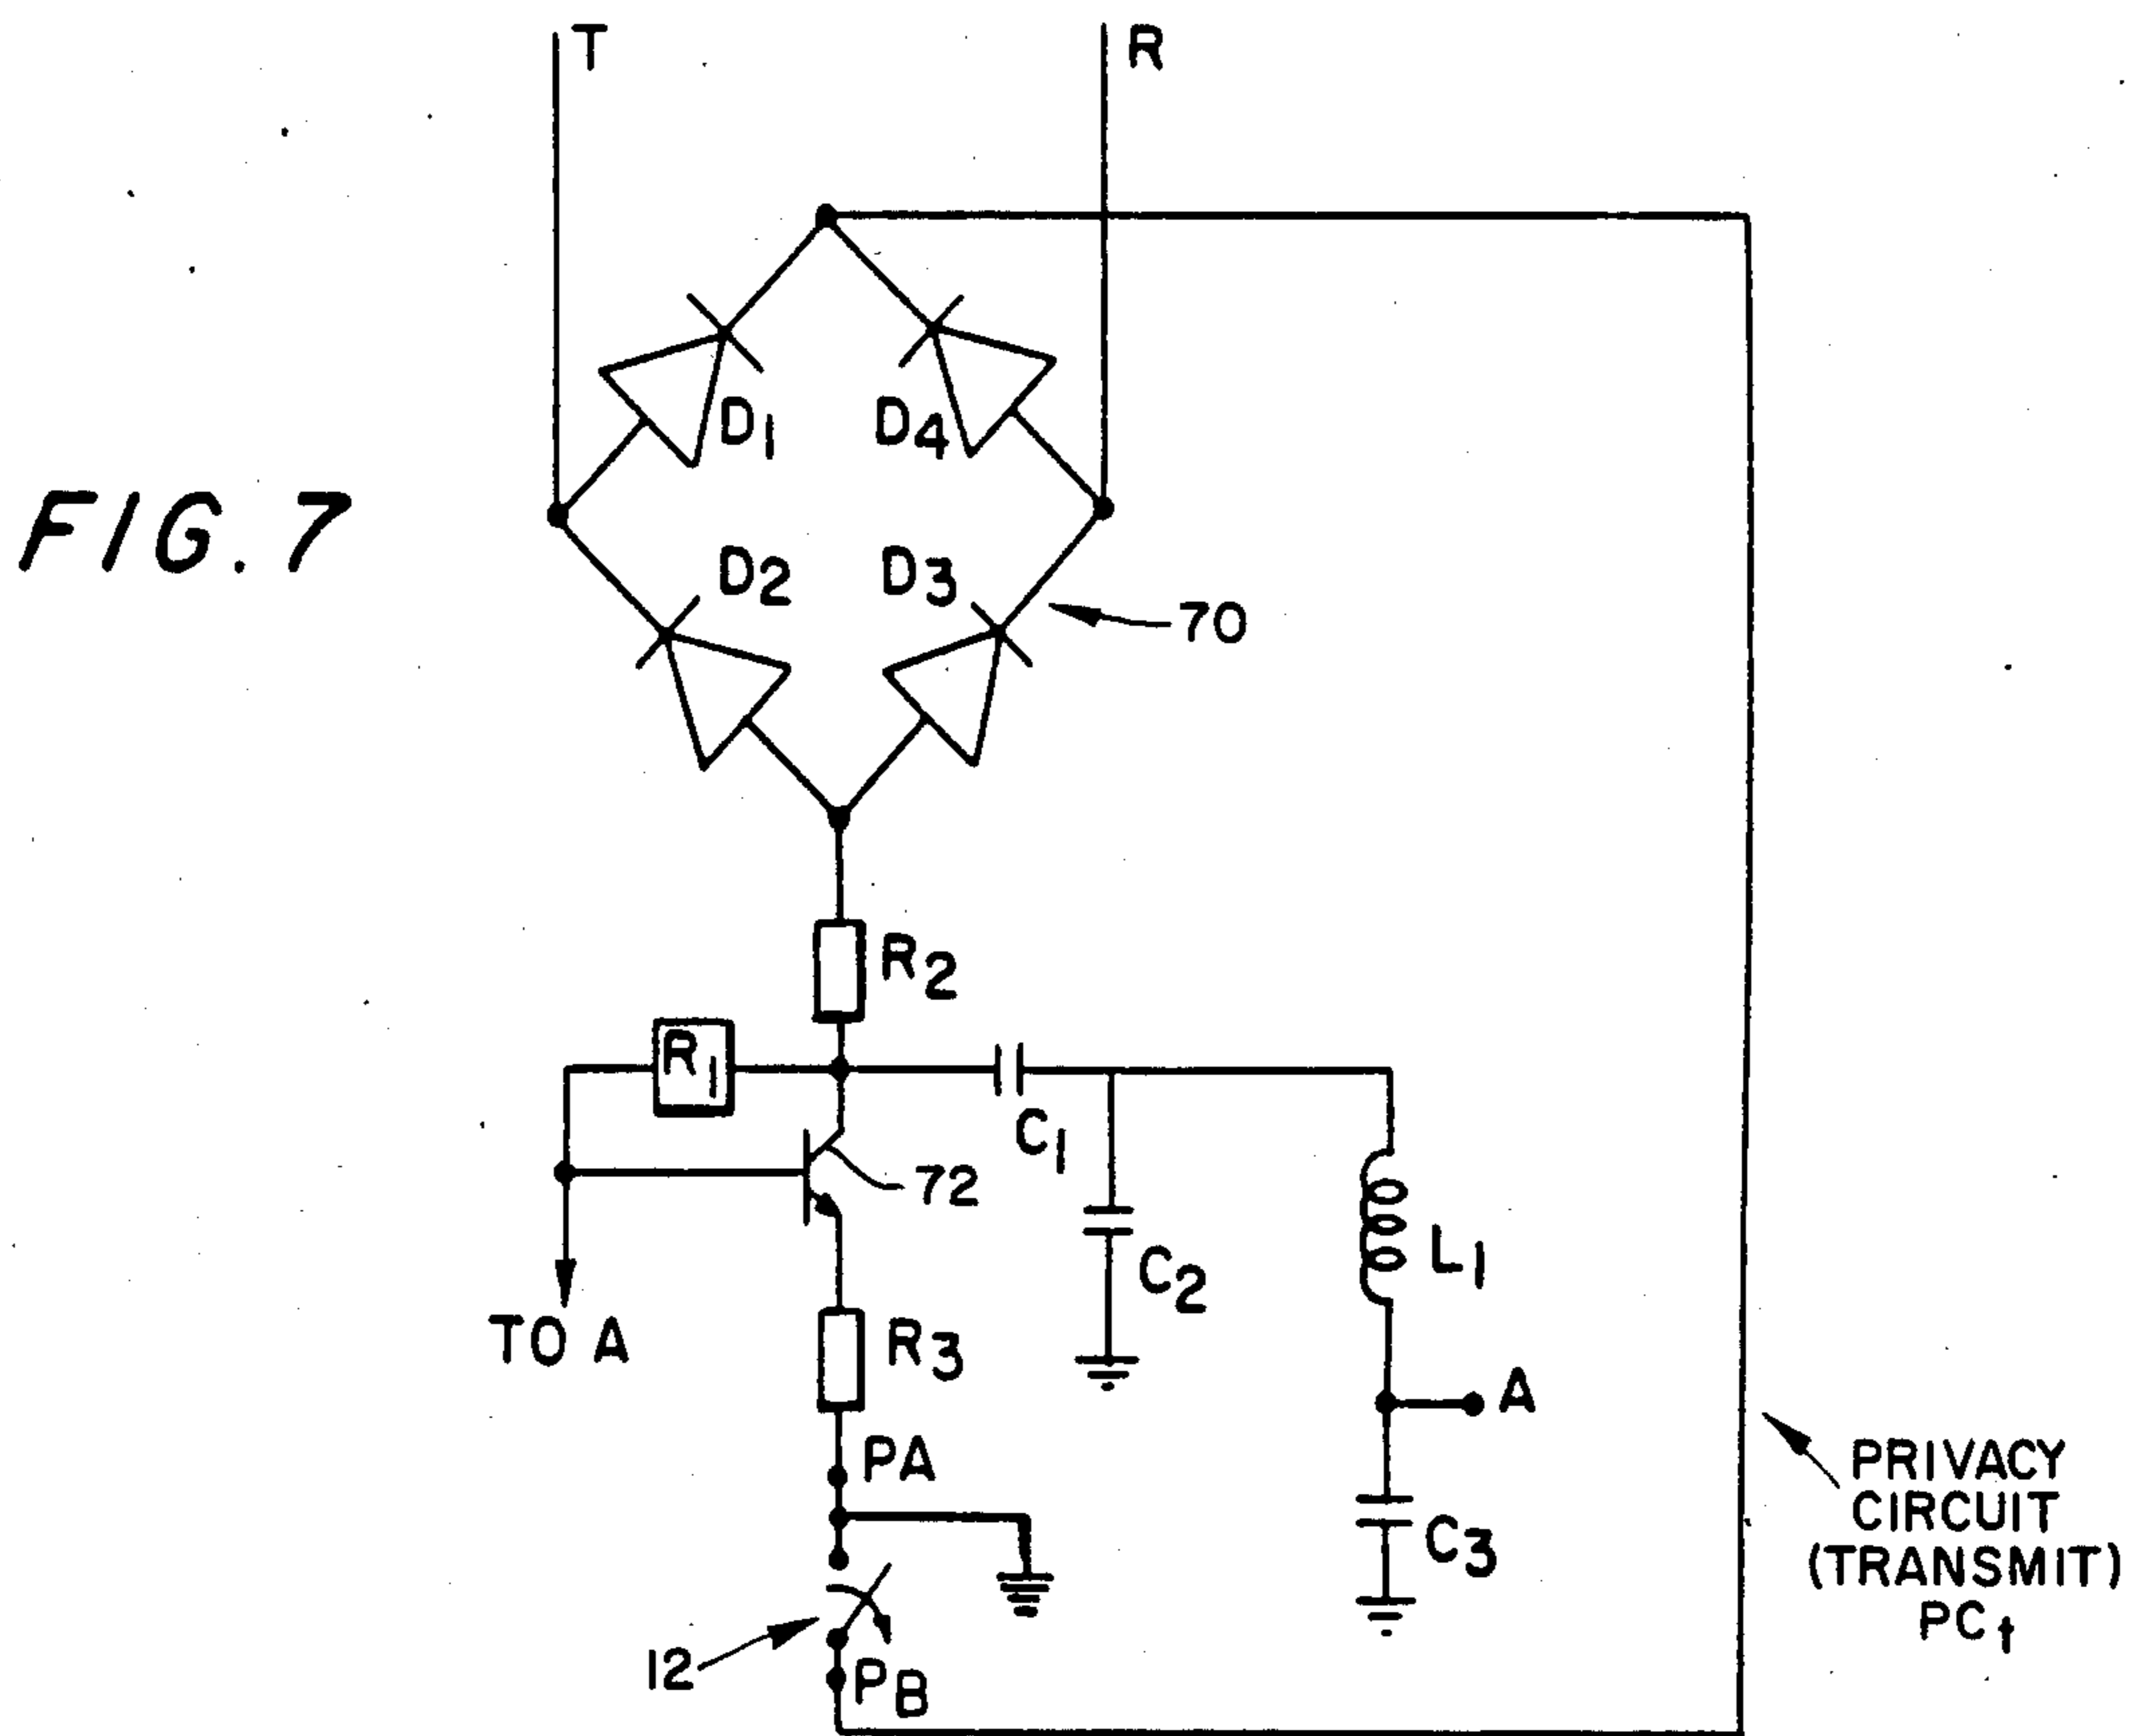 T
R
D1
D4
FIG. 7
D2
D3
70
R2
R1
C1
72
C2
L1
TO A
R3
A
PA
PRIVACY
CIRCUIT
(TRANSMIT)
PCt
C3
12
PB